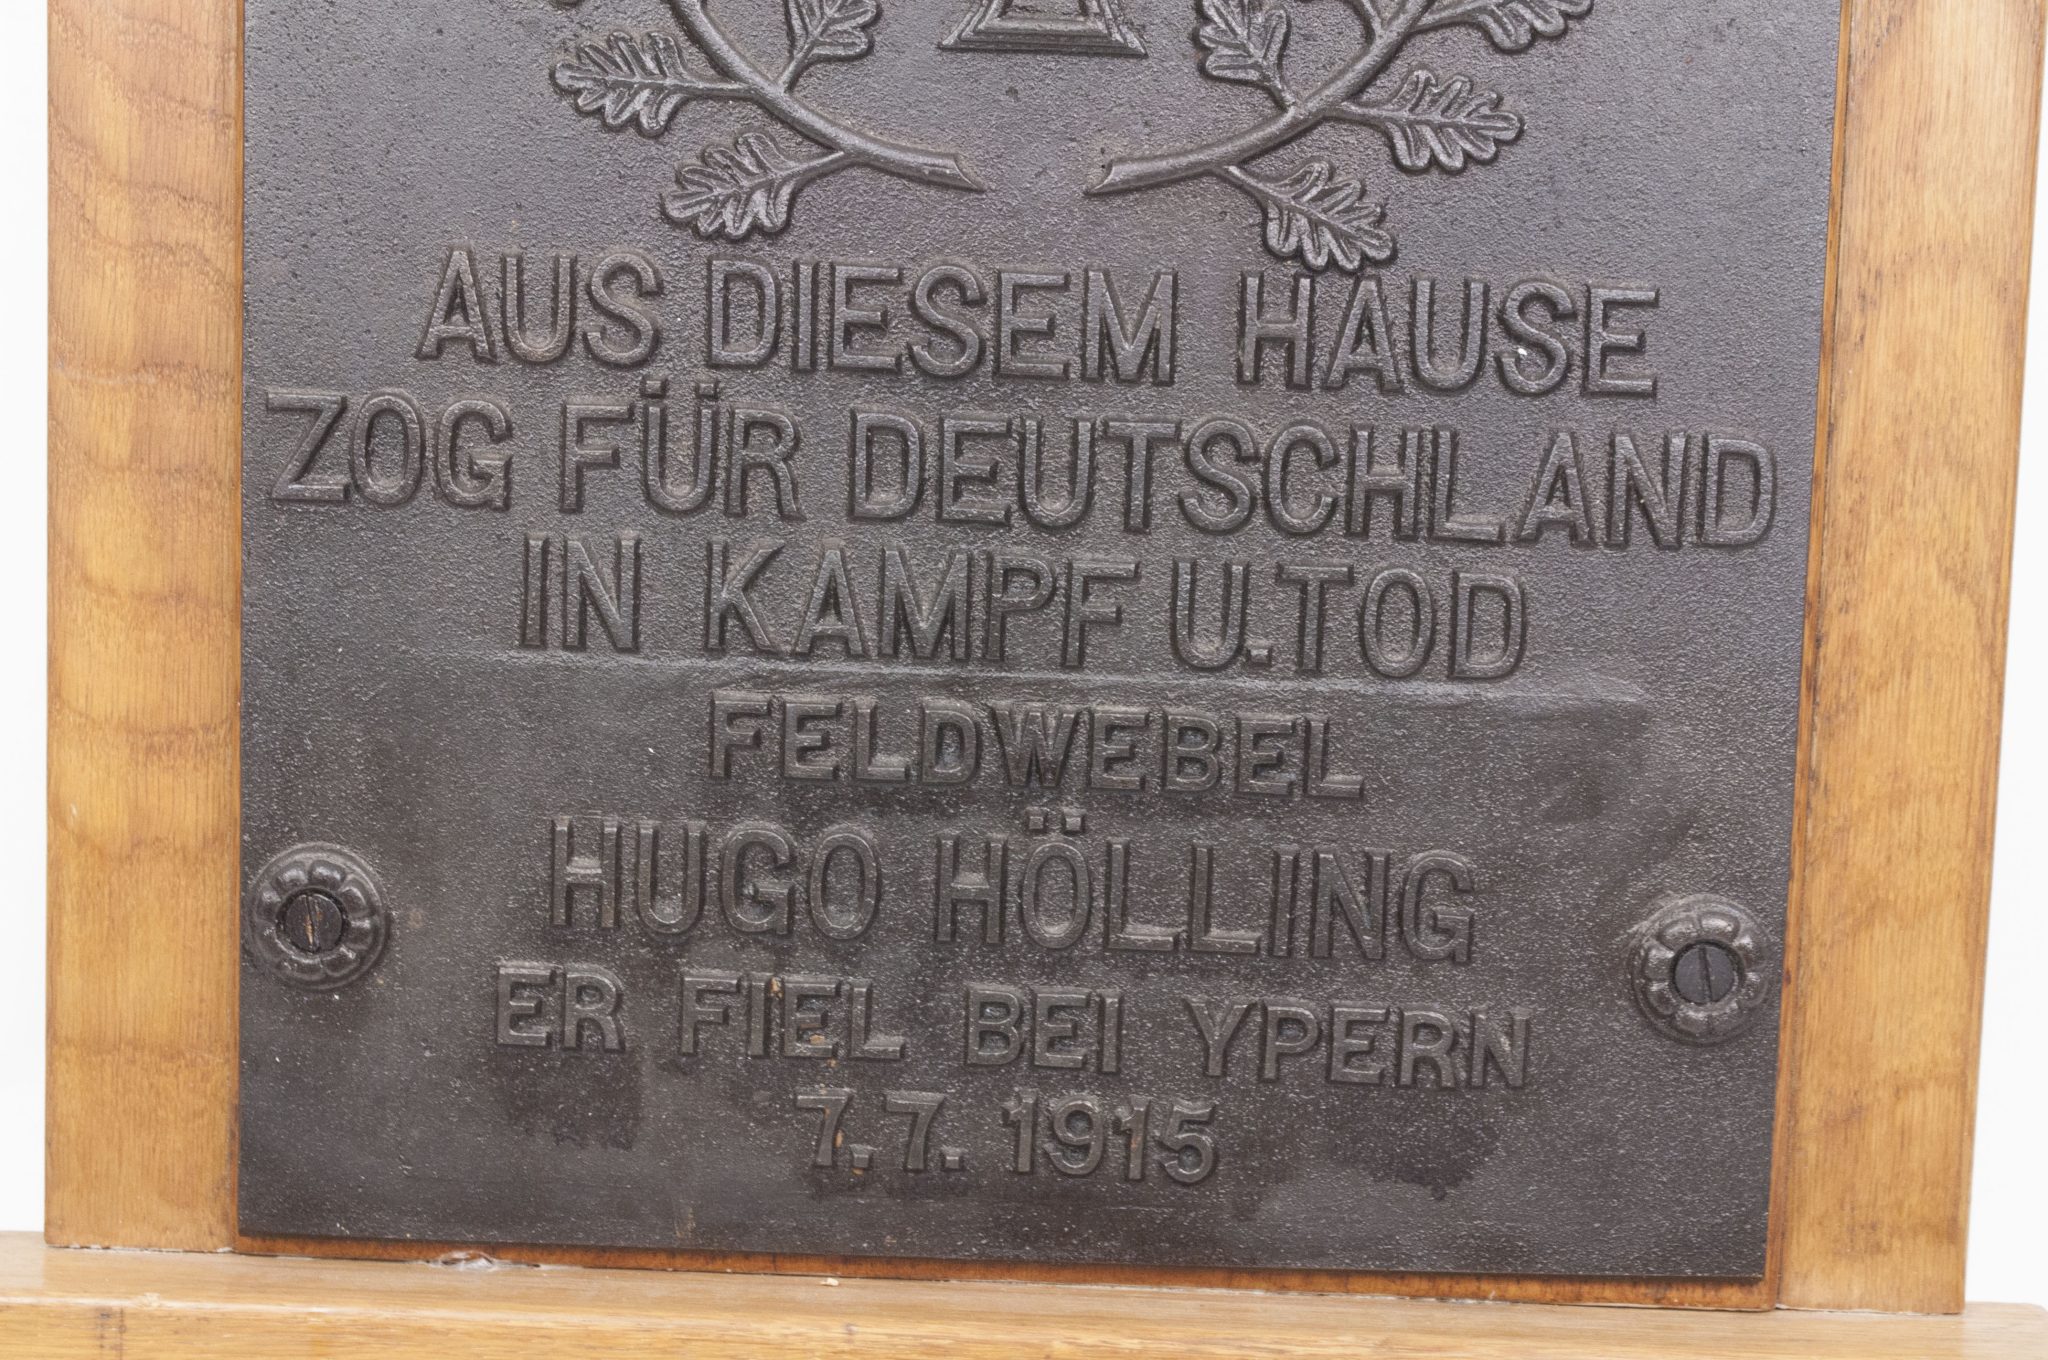 AUS DIESEM HAUSE
ZOG FÜR DEUTSCHLAND
IN KAMPF U. TOD
FELDWEBEL
HUGO HÖLLING
ER FIEL BEI YPERN
7.7. 1915